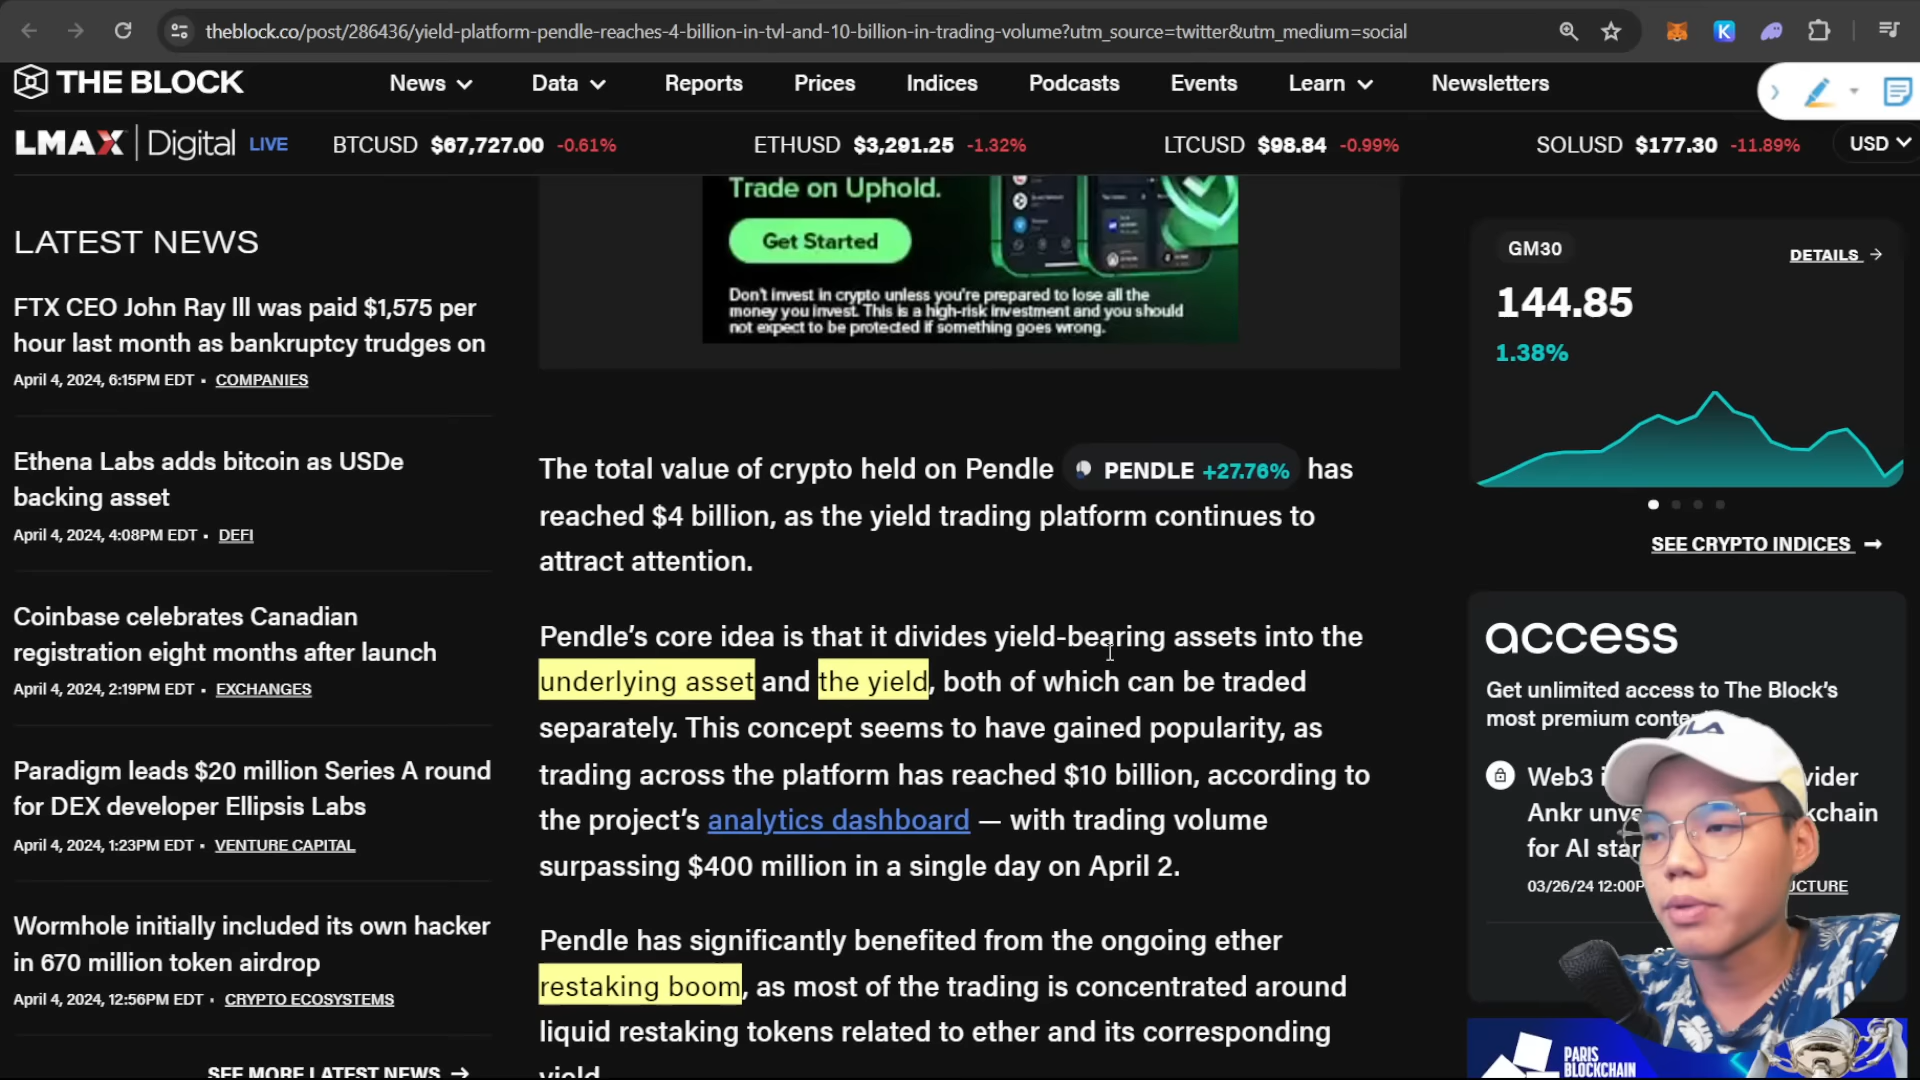 theblock.co/post/286436/yield-platform-pendle-reaches-4-billion-in-tvl-and-10-billion-in-trading-volume?utm_source=twitter&utm_medium=social
THE BLOCK
News
Data
Reports
Prices
Indices
Podcasts
Events
Learn
Newsletters
LMAX Digital LIVE
BTCUSD $67,727.00 -0.61%
ETHUSD $3,291.25 -1.32%
LTCUSD $98.84 -0.99%
SOLUSD $177.30 -11.89%
USD
LATEST NEWS
FTX CEO John Ray lll was paid $1,575 per
hour last month as bankruptcy trudges on
April 4, 2024, 6:15PM EDT • COMPANIES
Ethena Labs adds bitcoin as USDe
backing asset
April 4, 2024, 4:08PM EDT • DEFI
Coinbase celebrates Canadian
registration eight months after launch
April 4, 2024, 2:19PM EDT • EXCHANGES
Paradigm leads $20 million Series A round
for DEX developer Ellipsis Labs
April 4, 2024, 1:23PM EDT • VENTURE CAPITAL
Wormhole initially included its own hacker
in 670 million token airdrop
April 4, 2024, 12:56PM EDT • CRYPTO ECOSYSTEMS
SEE MORE LATEST NEWS →
Trade on Uphold.
Get Started
Don't invest in crypto unless you're prepared to lose all the
money you invest. This is a high-risk investment and you should
not expect to be protected if something goes wrong.
The total value of crypto held on Pendle PENDLE +27.76% has
reached $4 billion, as the yield trading platform continues to
attract attention.
Pendle’s core idea is that it divides yield-bearing assets into the
underlying asset and the yield, both of which can be traded
separately. This concept seems to have gained popularity, as
trading across the platform has reached $10 billion, according to
the project’s analytics dashboard — with trading volume
surpassing $400 million in a single day on April 2.
Pendle has significantly benefited from the ongoing ether
restaking boom, as most of the trading is concentrated around
liquid restaking tokens related to ether and its corresponding
yield.
GM30
DETAILS →
144.85
1.38%
SEE CRYPTO INDICES →
access
Get unlimited access to The Block’s
most premium
Web3
Ankr
for AI
03/26/24
FILA
PARIS
BLOCKCHAIN